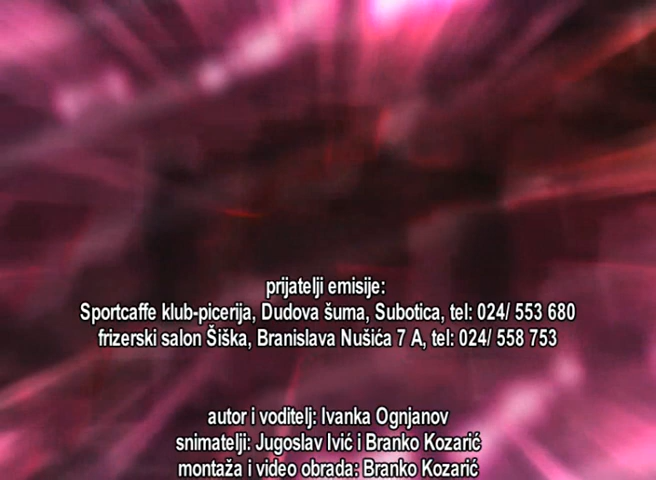 prijatelji emisije:
Sportcaffe klub-picerija, Dudova šuma, Subotica, tel: 024/ 553 680
frizerski salon Šiška, Branislava Nušića 7 A, tel: 024/ 558 753
autor i voditelj: Ivanka Ognjanov
snimatelji: Jugoslav Ivić i Branko Kozarić
montaža i video obrada: Branko Kozarić